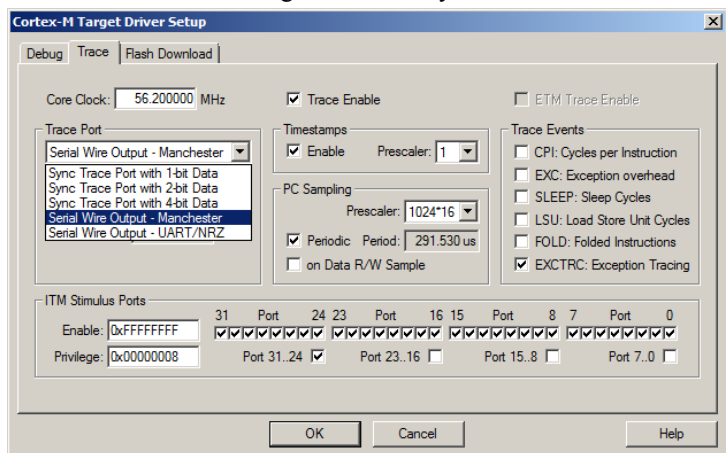 Cortex-M Target Driver Setup
Debug Trace Flash Download
Core Clock: 56.200000 MHz Trace Enable ETM Trace Enable
Trace Port
Serial Wire Output - Manchester
Sync Trace Port with 1-bit Data
Sync Trace Port with 2-bit Data
Sync Trace Port with 4-bit Data
Serial Wire Output - Manchester
Serial Wire Output - UART/NRZ
Timestamps
Enable Prescaler: 1
PC Sampling
Prescaler: 1024*16
Periodic Period: 291.530 us
on Data R/W Sample
Trace Events
CPI: Cycles per Instruction
EXC: Exception overhead
SLEEP: Sleep Cycles
LSU: Load Store Unit Cycles
FOLD: Folded Instructions
EXCTRC: Exception Tracing
ITM Stimulus Ports
31 Port 24 23 Port 16 15 Port 8 7 Port 0
Enable: 0xFFFFFFFF
Privilege: 0x00000008 Port 31..24 Port 23..16 Port 15..8 Port 7..0
OK Cancel Help